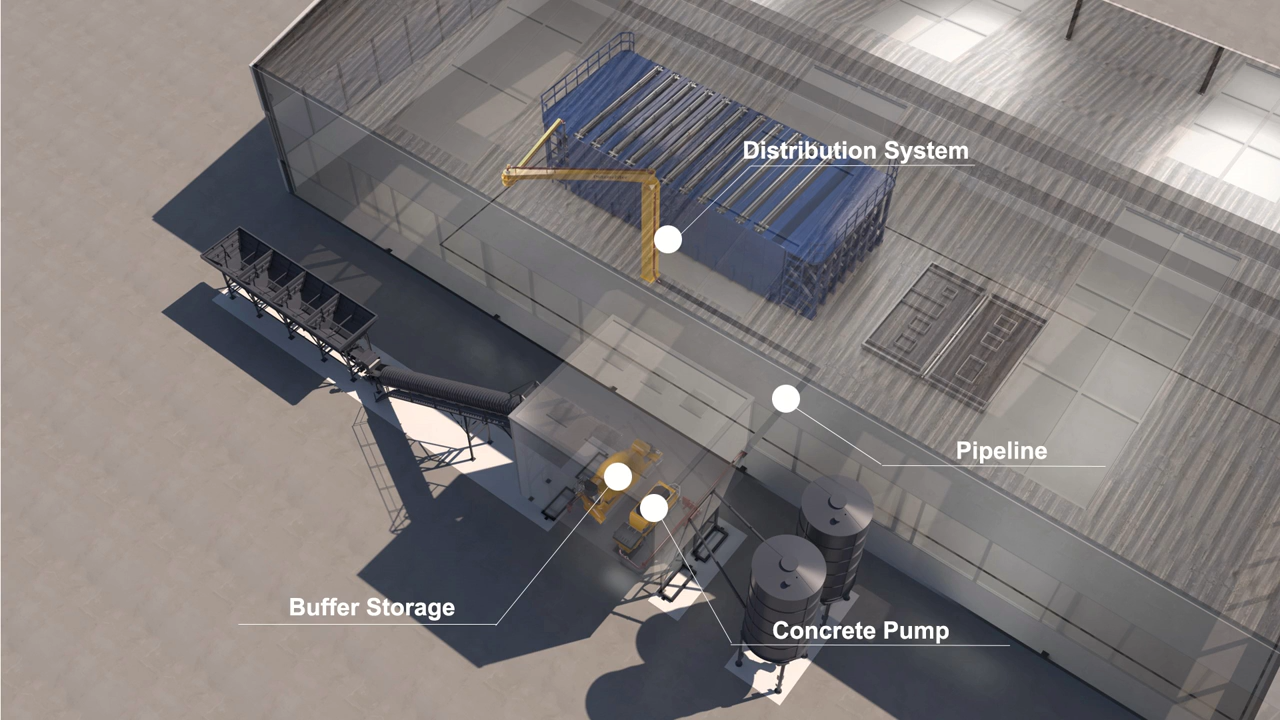 Distribution System
Pipeline
Buffer Storage
Concrete Pump